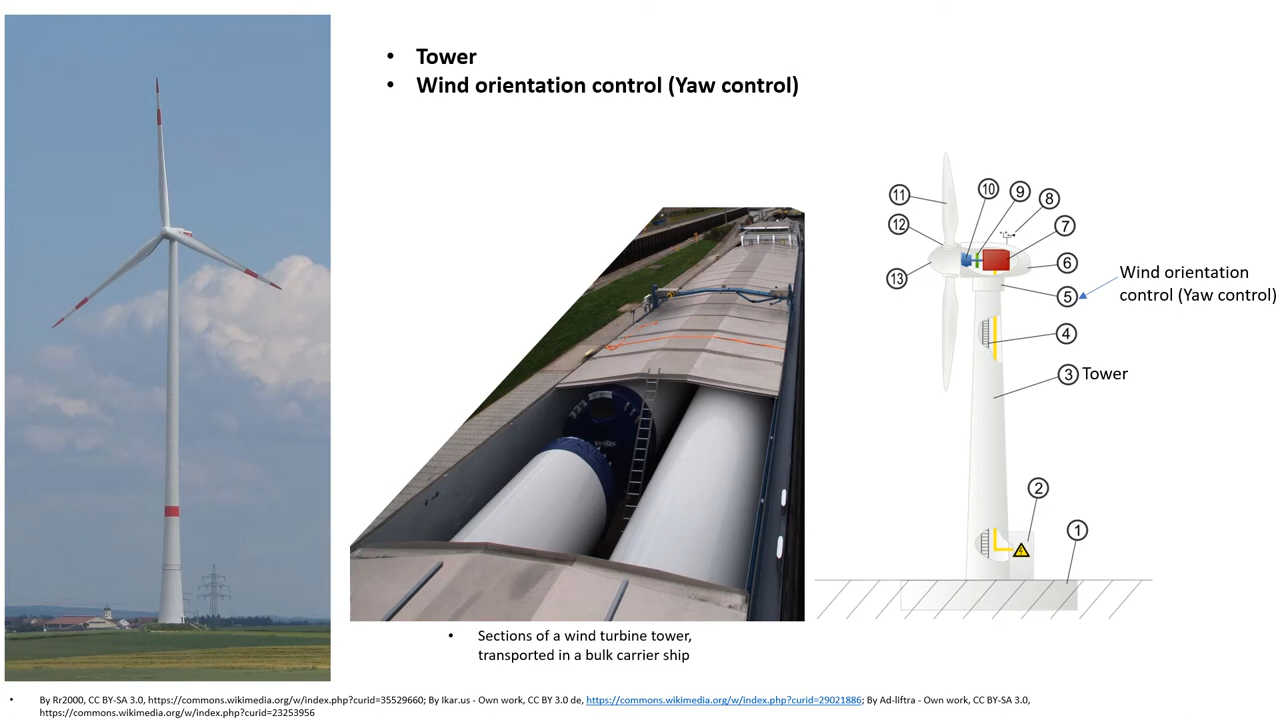 • Tower
• Wind orientation control (Yaw control)
11
10
9
8
12
7
13
6
5
Wind orientation
control (Yaw control)
4
3 Tower
2
1
• Sections of a wind turbine tower,
transported in a bulk carrier ship
• By Rr2000, CC BY-SA 3.0, https://commons.wikimedia.org/w/index.php?curid=35529660; By Ikar.us - Own work, CC BY 3.0 de, https://commons.wikimedia.org/w/index.php?curid=29021886; By Ad-liftra - Own work, CC BY-SA 3.0,
https://commons.wikimedia.org/w/index.php?curid=23253956